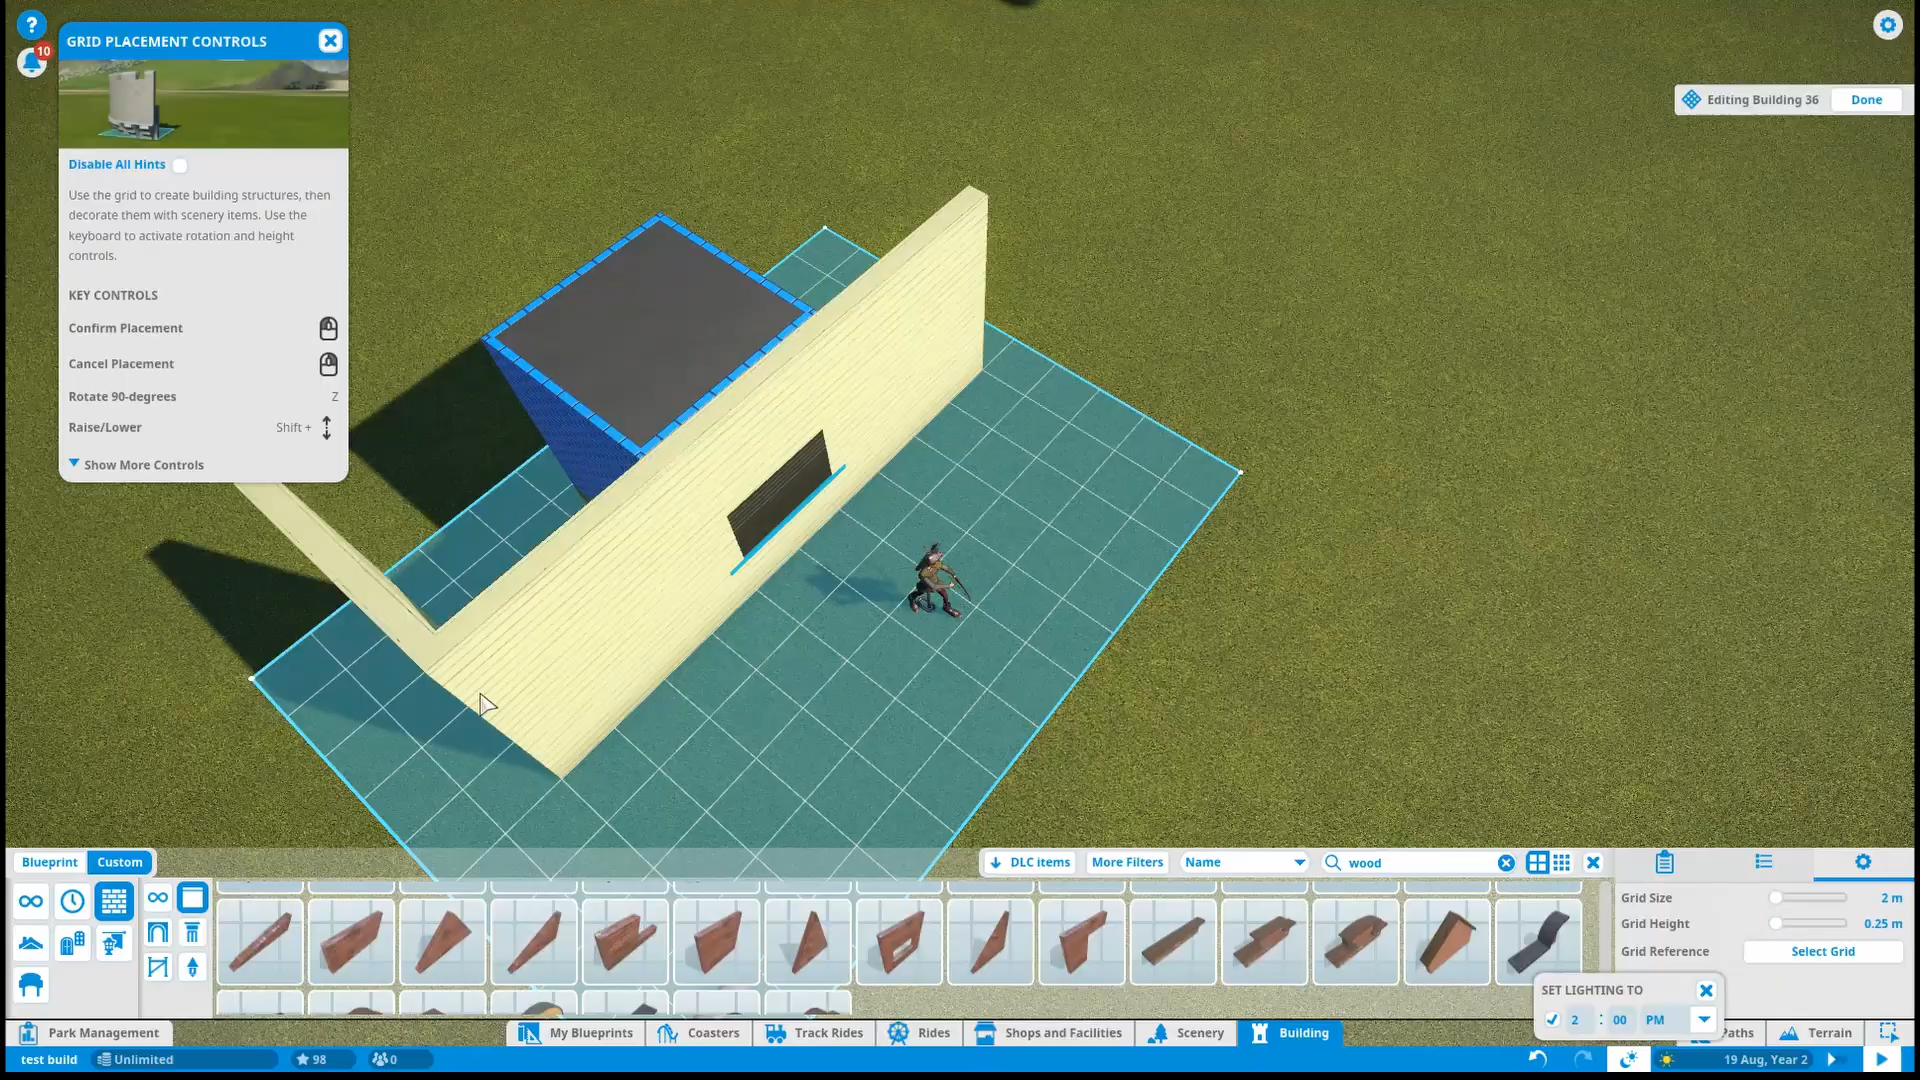 ?
10
GRID PLACEMENT CONTROLS
Disable All Hints
Use the grid to create building structures, then
decorate them with scenery items. Use the
keyboard to activate rotation and height
controls.
KEY CONTROLS
Confirm Placement
Cancel Placement
Rotate 90-degrees Z
Raise/Lower Shift +
Show More Controls
Editing Building 36 Done
Blueprint Custom
DLC items More Filters Name wood
Grid Size 2 m
Grid Height 0.25 m
Grid Reference Select Grid
SET LIGHTING TO
2 : 00 PM
Park Management My Blueprints Coasters Track Rides Rides Shops and Facilities Scenery Building Paths Terrain
test build Unlimited 98 0 19 Aug, Year 2